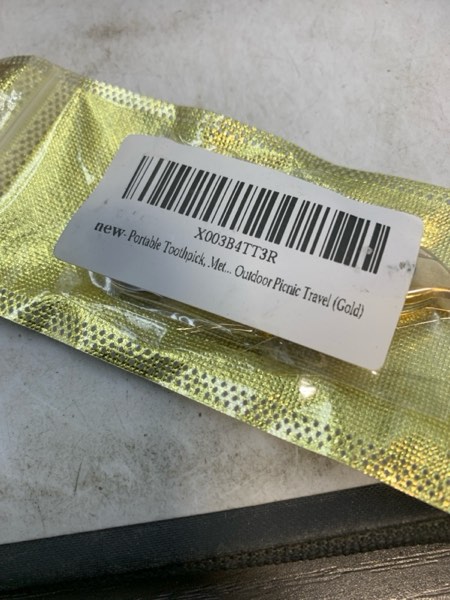 X003B4TT3R
new-Portable Toothpick, Met... Outdoor Picnic Travel (Gold)